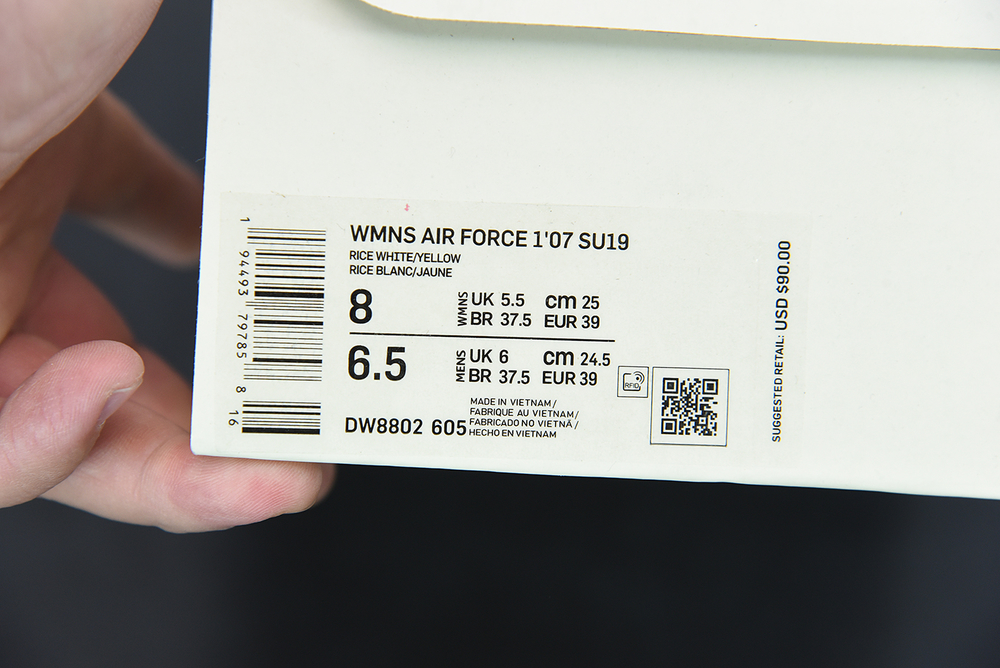 WMNS AIR FORCE 1'07 SU19
RICE WHITE/YELLOW
RICE BLANC/JAUNE
8
WMNS
UK 5.5 cm 25
BR 37.5 EUR 39
6.5
MENS
UK 6 cm 24.5
BR 37.5 EUR 39
DW8802 605
MADE IN VIETNAM/
FABRIQUE AU VIETNAM/
FABRICADO NO VIETNÃ/
HECHO EN VIETNAM
RFID
SUGGESTED RETAIL: USD $90.00
1 94493 79785 8 16